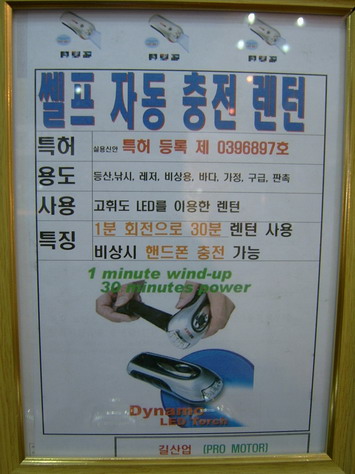 쎌프 자동 충전 렌턴
특허 실용신안 특허 등록 제 0396897호
용도 등산,낚시, 레저, 비상용, 바다, 가정, 구급, 판촉
사용 고휘도 LED를 이용한 렌턴
특징 1분 회전으로 30분 렌턴 사용
비상시 핸드폰 충전 가능
1 minute wind-up
30 minutes power
Dynamo
LED Torch
길산업 (PRO MOTOR)